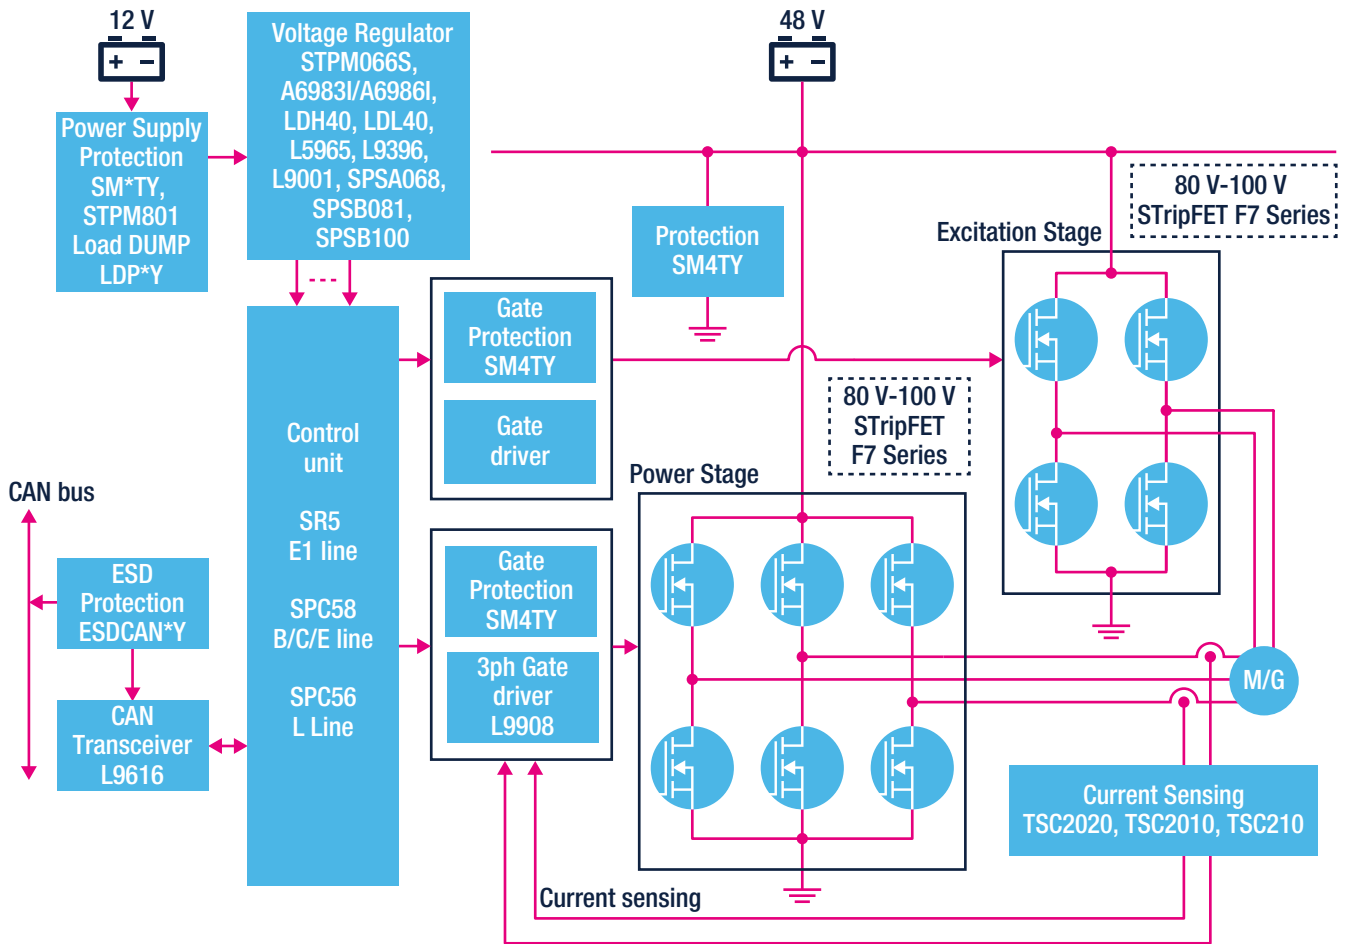 12 V
48 V
Voltage Regulator
STPM066S,
A6983I/A6986I,
LDH40, LDL40,
L5965, L9396,
L9001, SPSA068,
SPSB081,
SPSB100
Power Supply
Protection
SM*TY,
STPM801
Load DUMP
LDP*Y
Protection
SM4TY
80 V-100 V
STripFET F7 Series
Excitation Stage
Gate
Protection
SM4TY
Gate
driver
80 V-100 V
STripFET
F7 Series
Control
unit
SR5
E1 line
SPC58
B/C/E line
SPC56
L Line
Power Stage
CAN bus
ESD
Protection
ESDCAN*Y
Gate
Protection
SM4TY
3ph Gate
driver
L9908
CAN
Transceiver
L9616
M/G
Current Sensing
TSC2020, TSC2010, TSC210
Current sensing